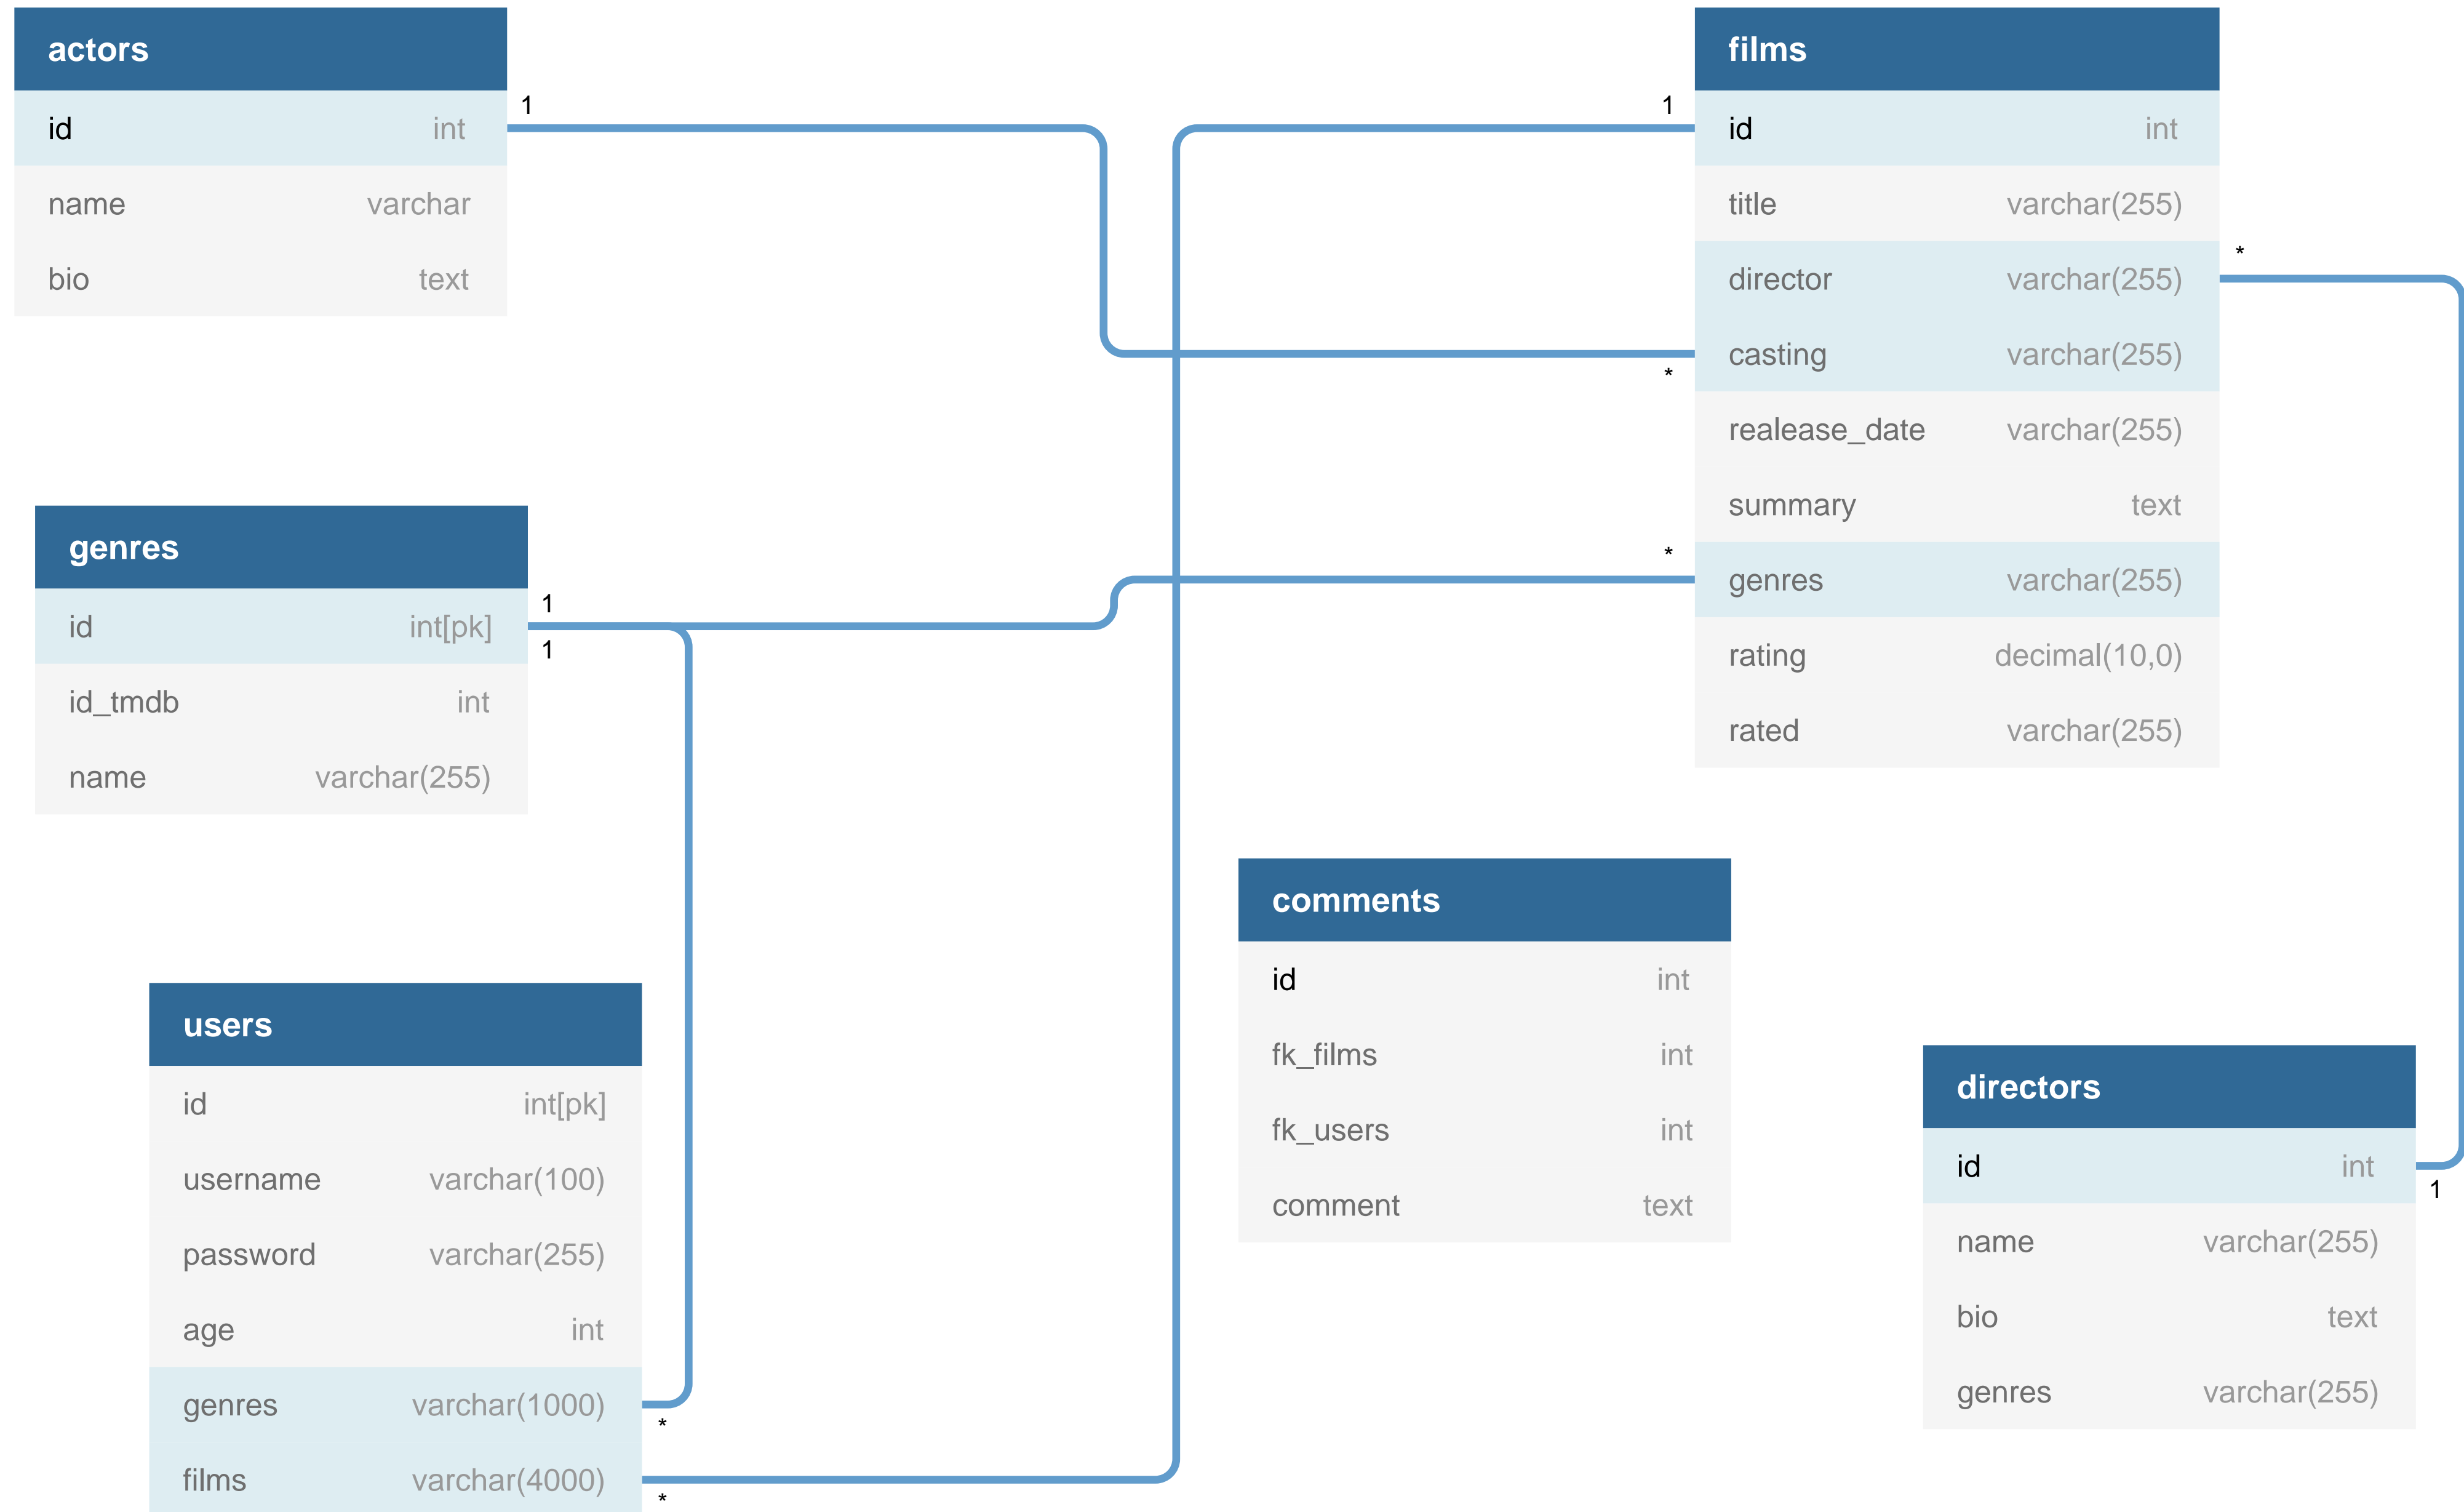 actors
id int
name varchar
bio text
1
1
films
id int
title varchar(255)
director varchar(255)
casting varchar(255)
realease_date varchar(255)
summary text
genres varchar(255)
rating decimal(10,0)
rated varchar(255)
*
*
*
genres
id int[pk]
id_tmdb int
name varchar(255)
1
1
comments
id int
fk_films int
fk_users int
comment text
users
id int[pk]
username varchar(100)
password varchar(255)
age int
genres varchar(1000)
films varchar(4000)
*
*
directors
id int
name varchar(255)
bio text
genres varchar(255)
1